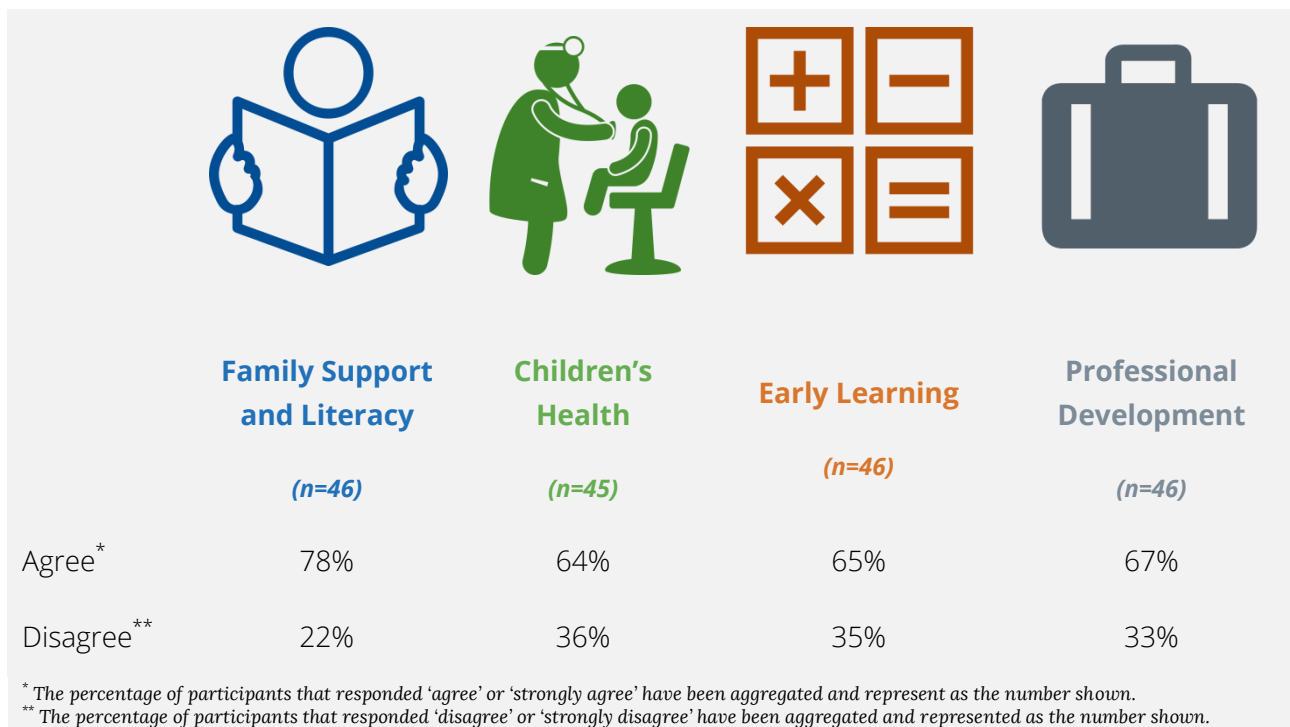 Family Support
and Literacy
(n=46)
Children’s
Health
(n=45)
Early Learning
(n=46)
Professional
Development
(n=46)
Agree* 78% 64% 65% 67%
Disagree** 22% 36% 35% 33%
* The percentage of participants that responded ‘agree’ or ‘strongly agree’ have been aggregated and represent as the number shown.
** The percentage of participants that responded ‘disagree’ or ‘strongly disagree’ have been aggregated and represented as the number shown.